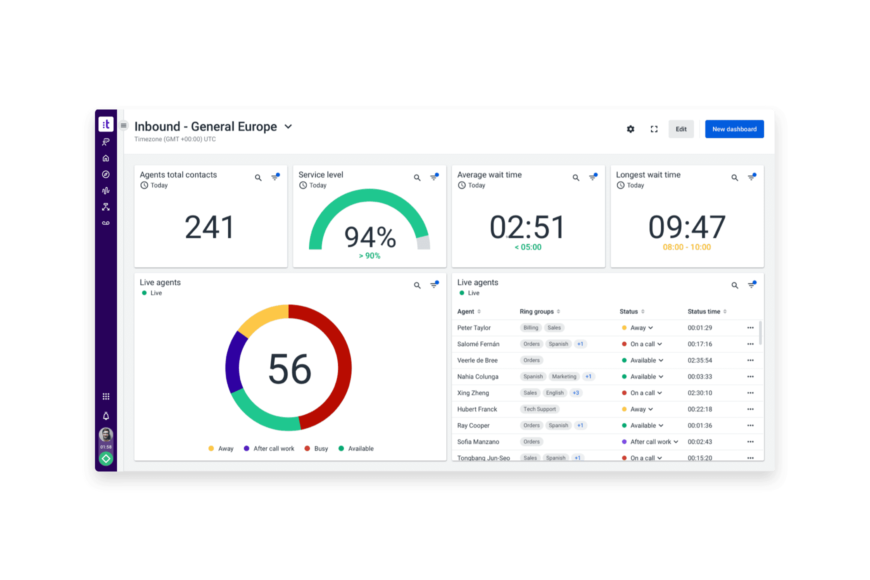 :t
Inbound - General Europe
Timezone (GMT +00:00) UTC
Edit
New dashboard
Agents total contacts
Today
241
Service level
Today
94%
> 90%
Average wait time
Today
02:51
< 05:00
Longest wait time
Today
09:47
08:00 - 10:00
Live agents
Live
56
Away After call work Busy Available
Live agents
Live
Agent Ring groups Status Status time
Peter Taylor Billing Sales Away 00:01:29
Salomé Fernán Orders Spanish +1 On a call 00:17:16
Veerle de Bree Orders Available 02:35:54
Nahia Colunga Spanish Marketing +1 Available 00:03:33
Xing Zheng Sales English +3 On a call 02:30:10
Hubert Franck Tech Support Away 00:22:18
Ray Cooper Orders Spanish +1 Available 00:01:36
Sofia Manzano Orders After call work 00:02:43
Tongbang Jun-Seo Sales Spanish +1 On a call 00:15:20